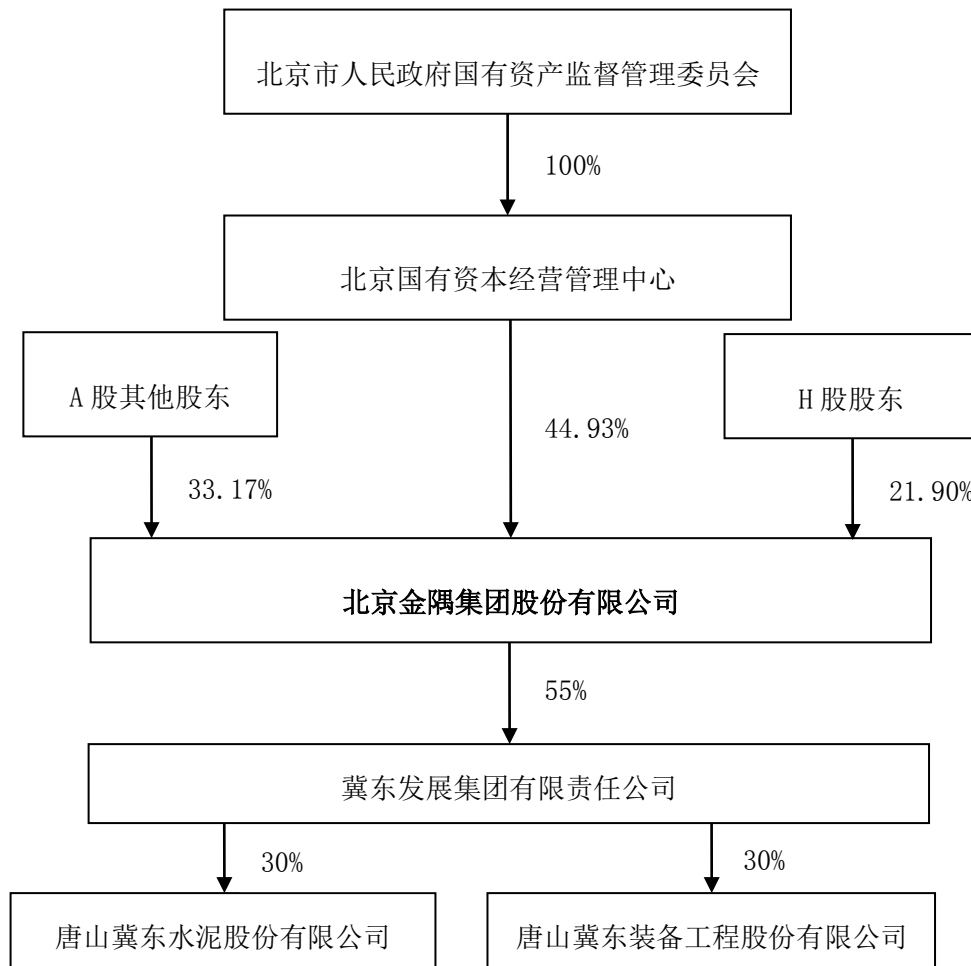 北京市人民政府国有资产监督管理委员会
100%
北京国有资本经营管理中心
A股其他股东
H股股东
44.93%
33.17%
21.90%
北京金隅集团股份有限公司
55%
冀东发展集团有限责任公司
30%
30%
唐山冀东水泥股份有限公司
唐山冀东装备工程股份有限公司